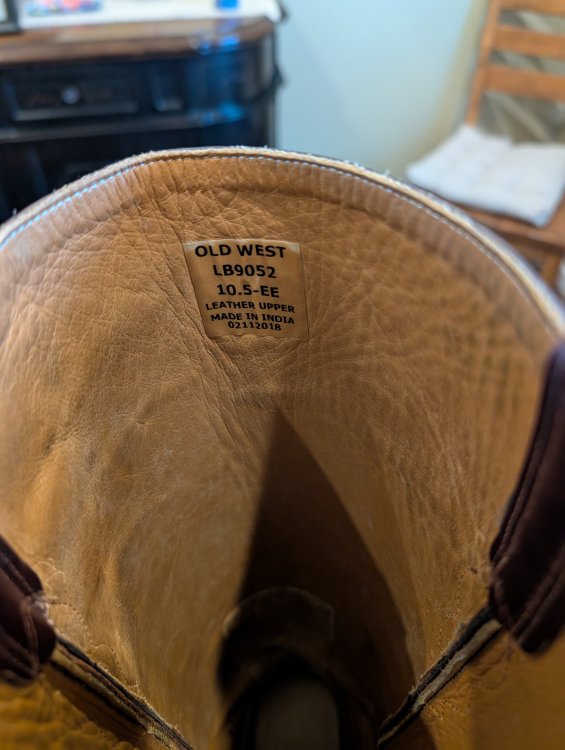 OLD WEST
LB9052
10.5-EE
LEATHER UPPER
MADE IN INDIA
02112018